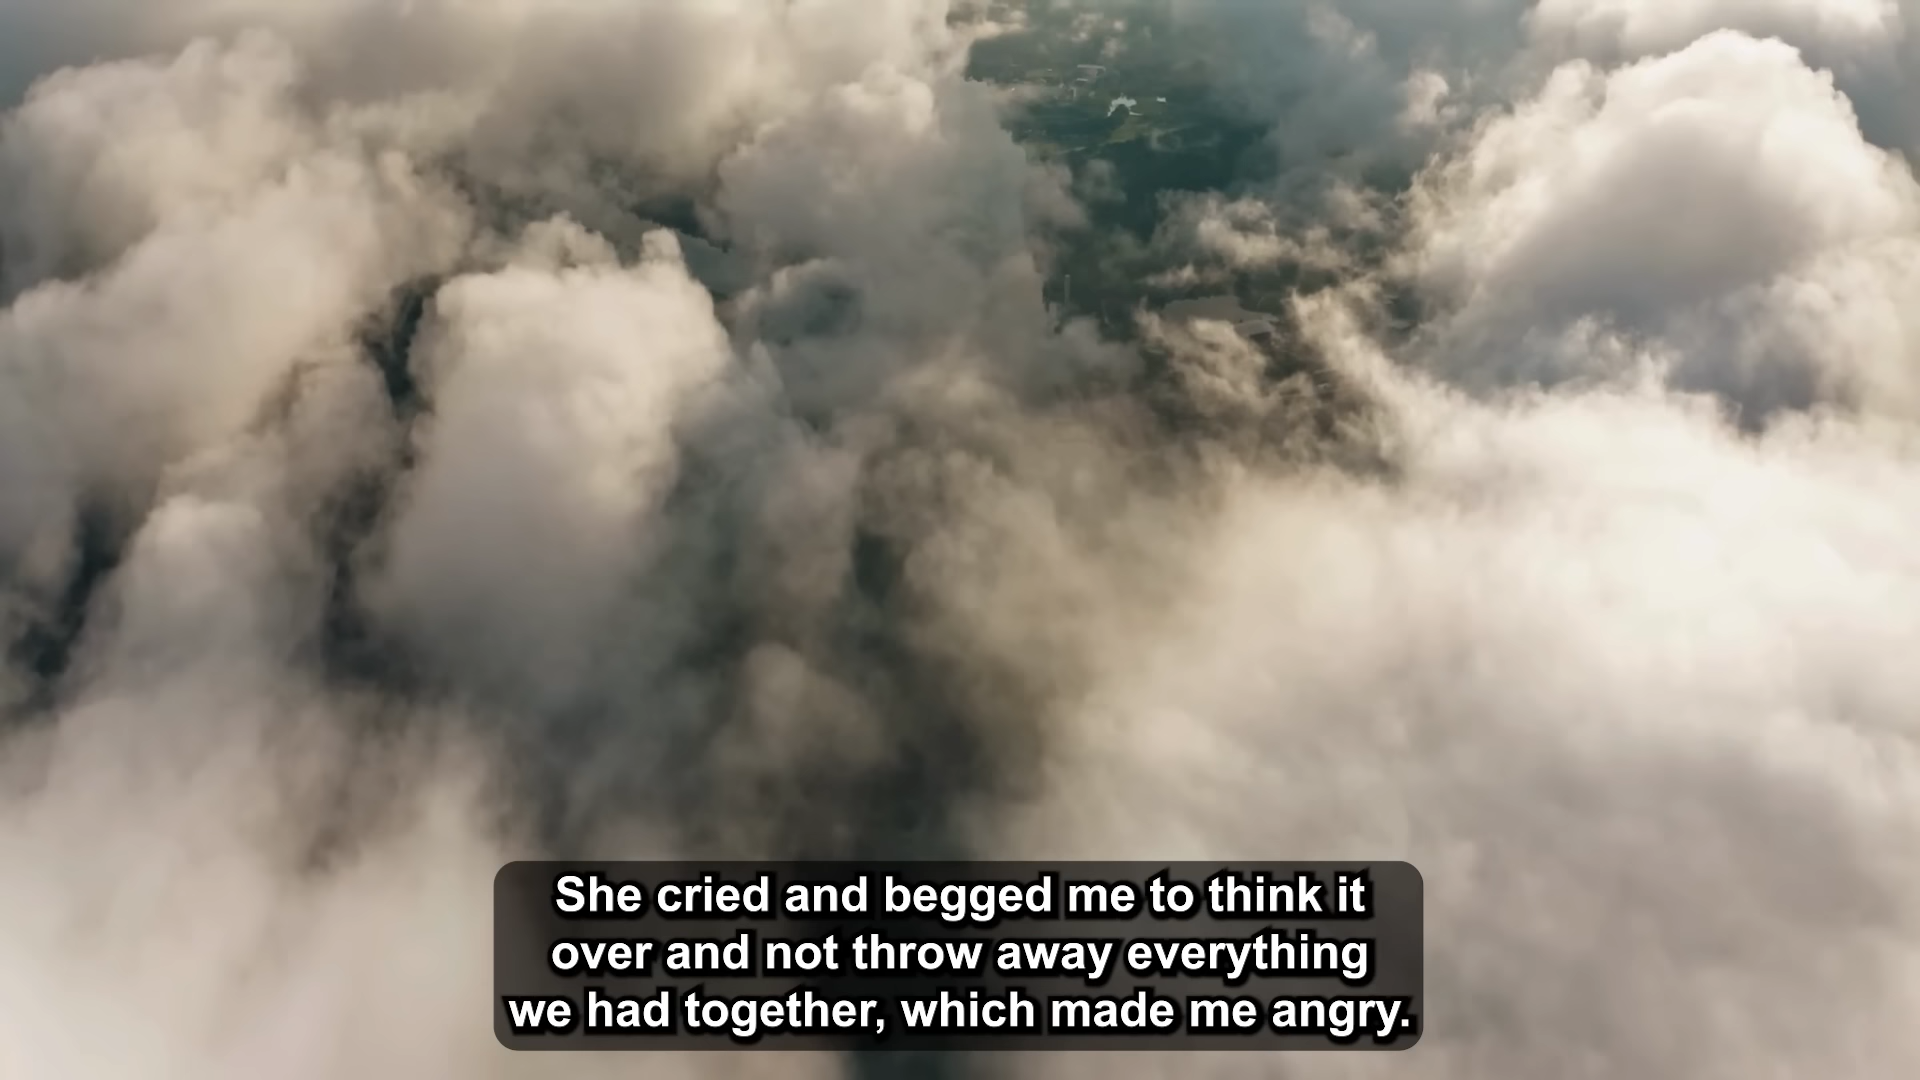 She cried and begged me to think it
over and not throw away everything
we had together, which made me angry.